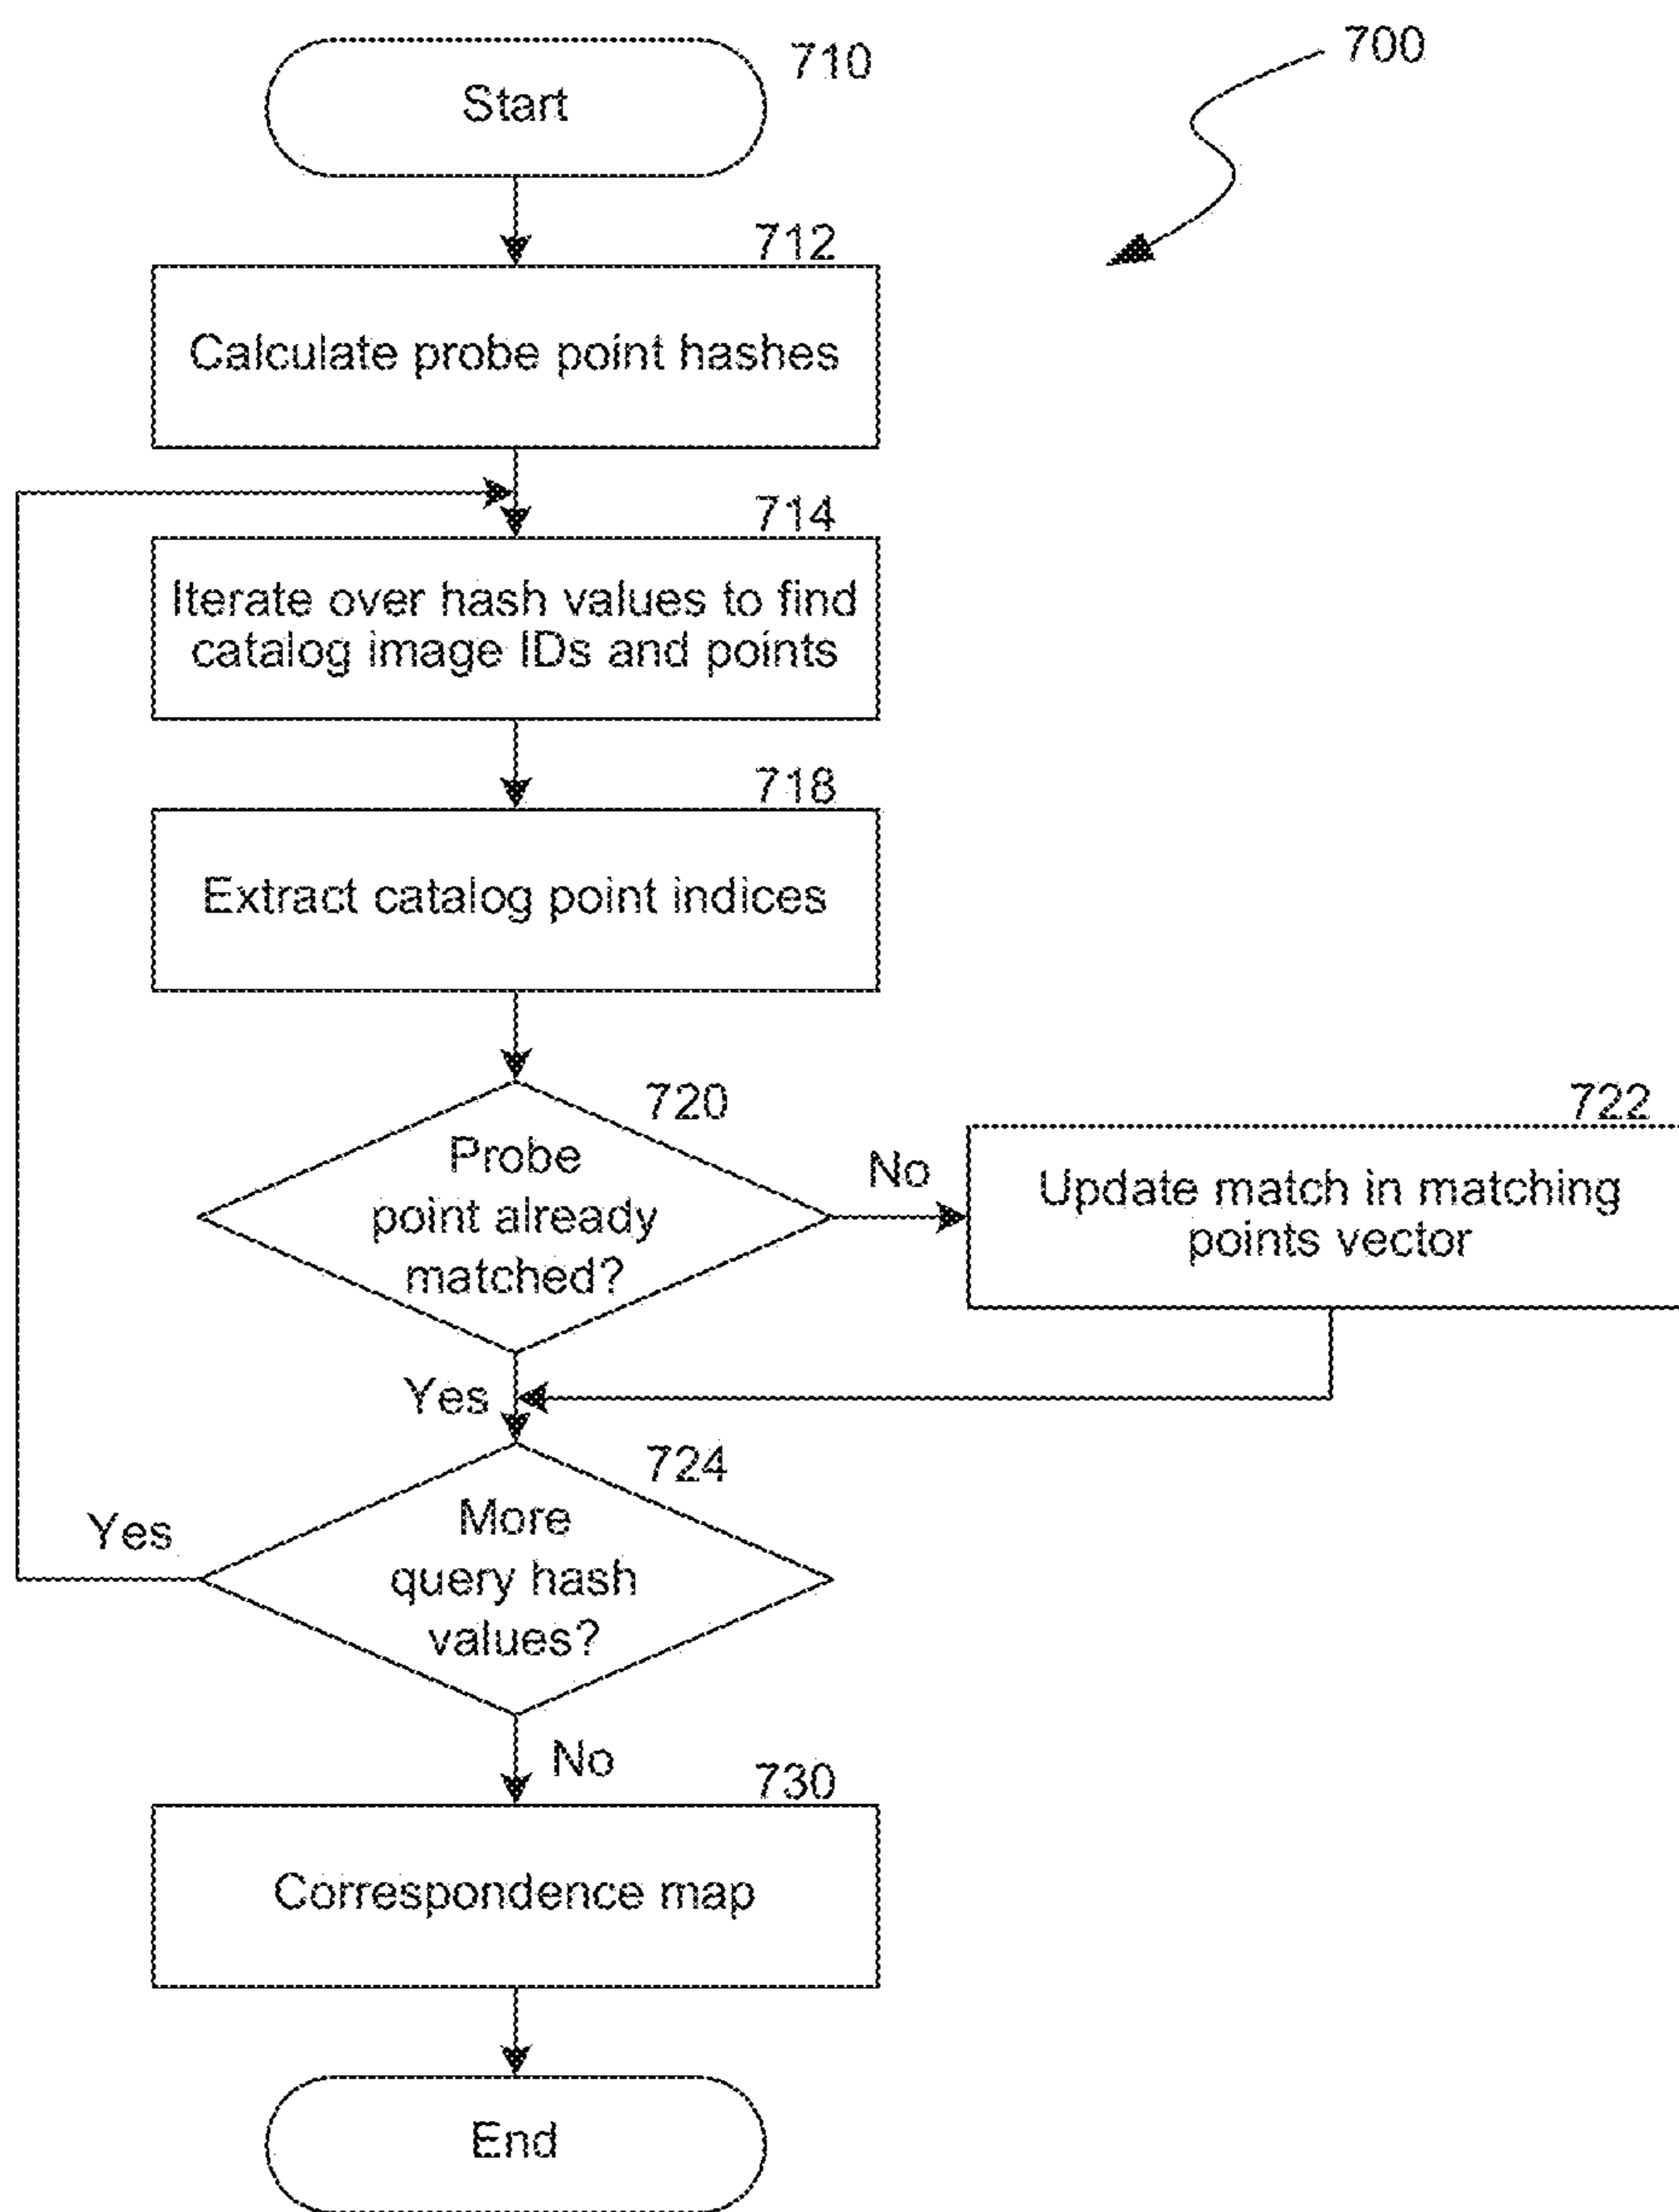 710
700
Start
712
Calculate probe point hashes
714
Iterate over hash values to find
catalog image IDs and points
718
Extract catalog point indices
720
Probe
point already
matched?
No
722
Update match in matching
points vector
Yes
724
More
query hash
values?
Yes
No
730
Correspondence map
End